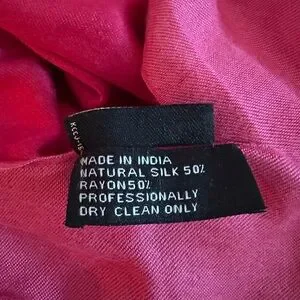 MADE IN INDIA
NATURAL SILK 50%
RAYON50%
PROFESSIONALLY
DRY CLEAN ONLY